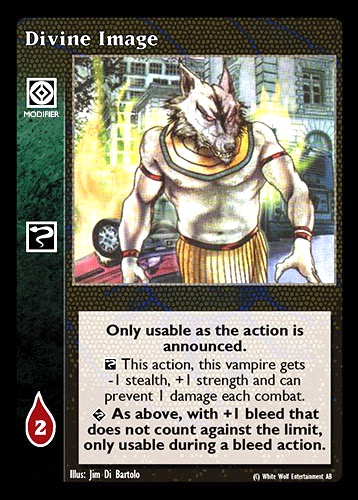 Divine Image
MODIFIER
Only usable as the action is
announced.
This action, this vampire gets
-1 stealth, +1 strength and can
prevent 1 damage each combat.
As above, with +1 bleed that
does not count against the limit,
only usable during a bleed action.
2
Illus: Jim Di Bartolo
(C) White Wolf Entertainment AB